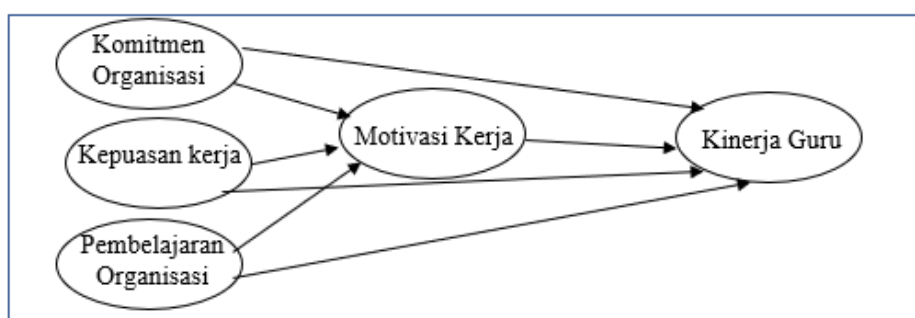 Komitmen
Organisasi
Motivasi Kerja
Kinerja Guru
Kepuasan kerja
Pembelajaran
Organisasi